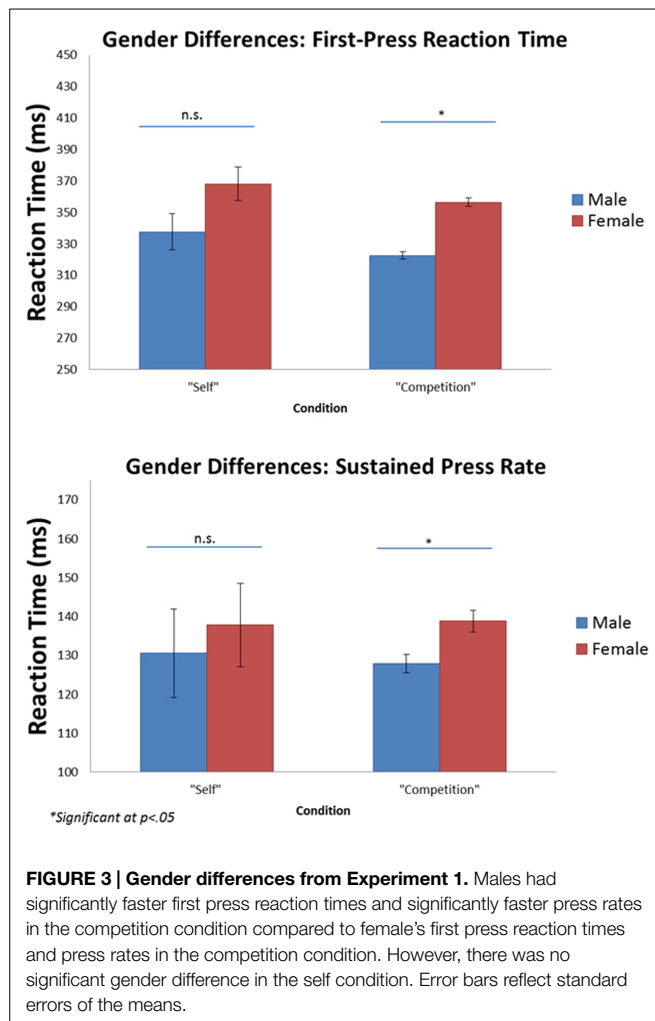 Gender Differences: First-Press Reaction Time
450
430
410
390
370
350
330
310
290
270
250
Reaction Time (ms)
n.s.
*
Male
Female
"Self"
"Competition"
Condition
Gender Differences: Sustained Press Rate
170
160
150
140
130
120
110
100
Reaction Time (ms)
n.s.
*
Male
Female
"Self"
"Competition"
*Significant at p<.05
Condition
FIGURE 3 | Gender differences from Experiment 1. Males had
significantly faster first press reaction times and significantly faster press rates
in the competition condition compared to female's first press reaction times
and press rates in the competition condition. However, there was no
significant gender difference in the self condition. Error bars reflect standard
errors of the means.